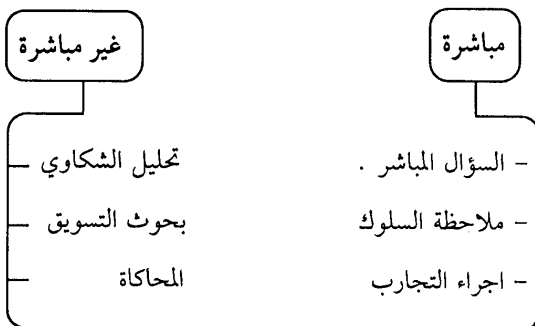 مباشرة
- السؤال المباشر .
- ملاحظة السلوك
- اجراء التجارب
غير مباشرة
تحليل الشكاوي
بحوث التسويق
المحاكاة